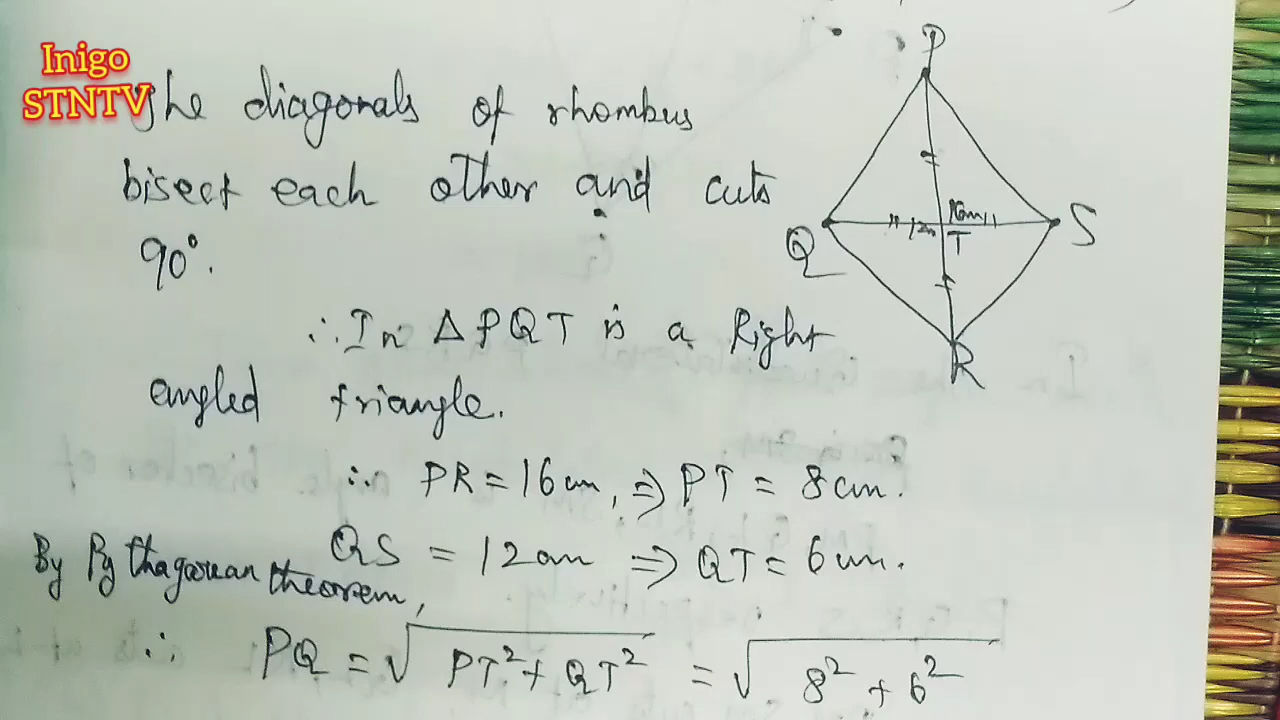 Inigo
STNTV
The diagonals of rhombus
bisect each other and cuts
90°.
∴ In Δ PQT is a Right
angled triangle.
∵ PR = 16 cm, ⇒ PT = 8 cm.
QS = 12 cm ⇒ QT = 6 cm.
By Pythagorean theorem,
∴ PQ = √PT²+QT² = √8²+6²
P
Q
S
16cm
12
T
R